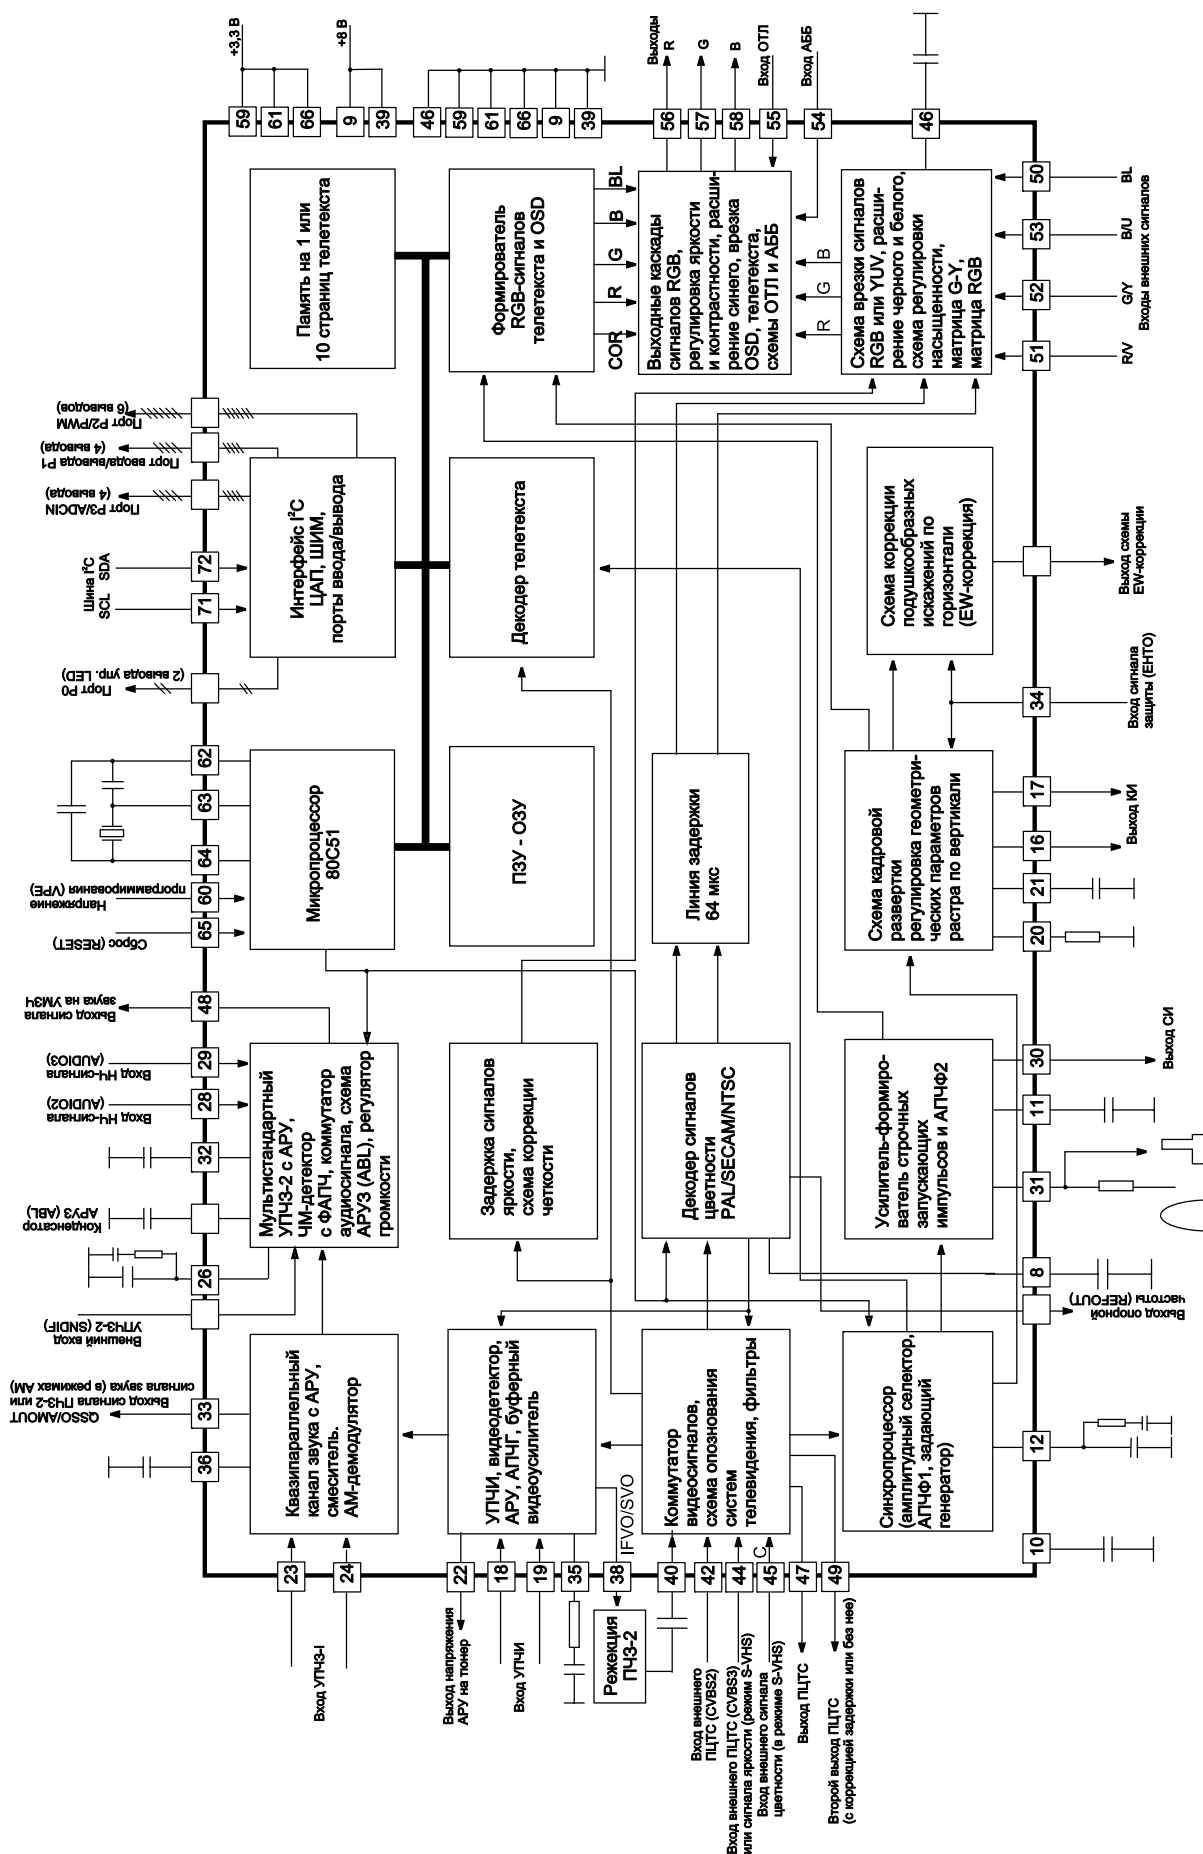 +3,3 В
+8 В
59
61
66
9
39
46
59
61
66
9
39
Выходы
R
G
B
Вход ОТЛ
Вход АББ
56
57
58
55
54
46
50
BL
53
B/U
52
G/Y
51
R/V
Входы внешних сигналов
Память на 1 или
10 страниц телетекста
Формирователь
RGB-сигналов
телетекста и OSD
BL
B
G
R
COR
Выходные каскады
сигналов RGB,
регулировка яркости
и контрастности, расши-
рение синего, врезка
OSD, телетекста,
схемы ОТЛ и АББ
B
G
R
Схема врезки сигналов
RGB или YUV, расши-
рение черного и белого,
схема регулировки
насыщенности,
матрица G-Y,
матрица RGB
Порт P2/PWM
(6 выводов)
Порт ввода/вывода P1
(4 вывода)
Порт P3/ADCIN
(4 вывода)
Шина I²C
SCL SDA
72
71
Порт P0
(2 вывода упр. LED)
Интерфейс I²C
ЦАП, ШИМ,
порты ввода/вывода
Декодер телетекста
Схема коррекции
подушкообразных
искажений по
горизонтали
(EW-коррекция)
Выход схемы
EW-коррекции
34
Вход сигнала
защиты (EHTO)
62
63
64
60
65
Напряжение
программирования (VPE)
Сброс (RESET)
Микропроцессор
80C51
ПЗУ - ОЗУ
Линия задержки
64 мкс
Схема кадровой
развертки
регулировка геометри-
ческих параметров
растра по вертикали
17
16
Выход КИ
21
20
Выход сигнала
звука на УМЗЧ
48
Вход НЧ-сигнала
(AUDIO3)
29
Вход НЧ-сигнала
(AUDIO2)
28
32
Конденсатор
АРУЗ (ABL)
26
Внешний вход
УПЧЗ-2 (SNDIF)
Мультистандартный
УПЧЗ-2 с АРУ,
ЧМ-детектор
с ФАПЧ, коммутатор
аудиосигнала, схема
АРУЗ (ABL), регулятор
громкости
Задержка сигналов
яркости,
схема коррекции
четкости
Декодер сигналов
цветности
PAL/SECAM/NTSC
Усилитель-формиро-
ватель строчных
запускающих
импульсов и АПЧФ2
30
Выход СИ
11
31
8
Выход опорной
частоты (REFOUT)
QSSO/AMOUT
Выход сигнала ПЧЗ-2 или
сигнала звука (в режимах AM)
33
36
Квазипараллельный
канал звука с АРУ,
смеситель.
АМ-демодулятор
УПЧИ, видеодетектор,
АРУ, АПЧГ, буферный
видеоусилитель
IFVO/SVO
Коммутатор
видеосигналов,
схема опознования
систем
телевидения, фильтры
C
Синхропроцессор
(амплитудный селектор,
АПЧФ1, задающий
генератор)
12
10
23
24
22
18
19
35
38
40
42
44
45
47
49
Вход УПЧЗ-I
Выход напряжения
АРУ на тюнер
Вход УПЧИ
Режекция
ПЧЗ-2
Вход внешнего
ПЦТС (CVBS2)
Вход внешнего ПЦТС (CVBS3)
или сигнала яркости (режим S-VHS)
Вход внешнего сигнала
цветности (в режиме S-VHS)
Выход ПЦТС
Второй выход ПЦТС
(с коррекцией задержки или без нее)